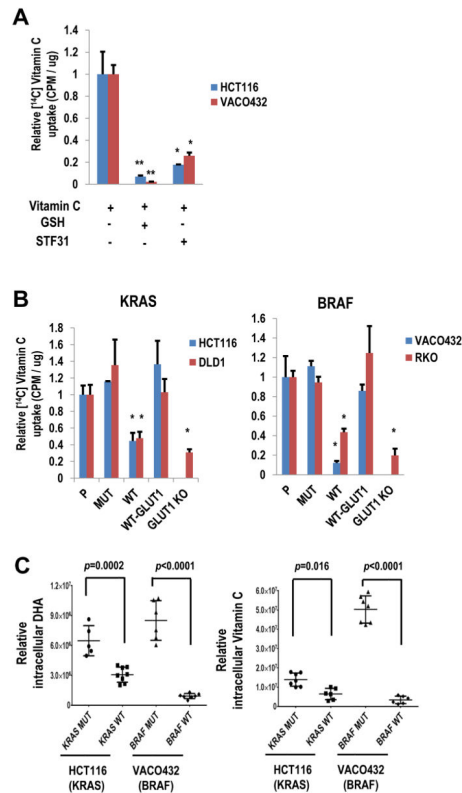 A
Relative [¹⁴C] Vitamin C
uptake (CPM / ug)
1.4
1.2
1
0.8
0.6
0.4
0.2
0
HCT116
VACO432
** ** * *
Vitamin C + + +
GSH - + -
STF31 - - +
B
KRAS
Relative [¹⁴C] Vitamin C
uptake (CPM / ug)
1.8
1.6
1.4
1.2
1
0.8
0.6
0.4
0.2
0
HCT116
DLD1
* * *
P MUT WT WT-GLUT1 GLUT1 KO
BRAF
1.6
1.4
1.2
1
0.8
0.6
0.4
0.2
0
VACO432
RKO
* * *
P MUT WT WT-GLUT1 GLUT1 KO
C
Relative
intracellular DHA
p=0.0002 p<0.0001
KRAS MUT KRAS WT BRAF MUT BRAF WT
HCT116 VACO432
(KRAS) (BRAF)
Relative
intracellular Vitamin C
p=0.016 p<0.0001
KRAS MUT KRAS WT BRAF MUT BRAF WT
HCT116 VACO432
(KRAS) (BRAF)